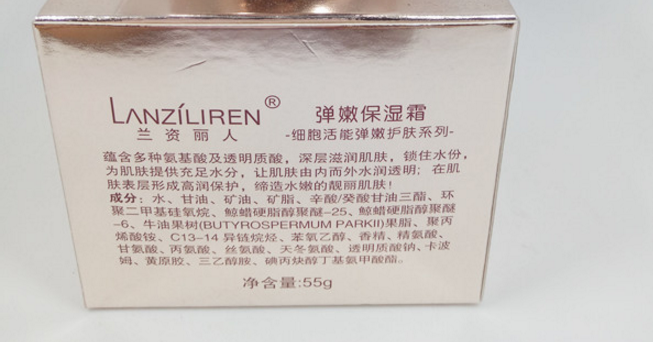 LANZÍLIREN®
兰资丽人
弹嫩保湿霜
-细胞活能弹嫩护肤系列-
蕴含多种氨基酸及透明质酸，深层滋润肌肤，锁住水份，
为肌肤提供充足水分，让肌肤由内而外水润透明；在肌
肤表层形成高润保护，缔造水嫩的靓丽肌肤！
成分：水、甘油、矿油、矿脂、辛酸/癸酸甘油三酯、环
聚二甲基硅氧烷、鲸蜡硬脂醇聚醚-25、鲸蜡硬脂醇聚醚
-6、牛油果树(BUTYROSPERMUM PARKII)果脂、聚丙
烯酸铵、C13-14 异链烷烃、苯氧乙醇、香精、精氨酸、
甘氨酸、丙氨酸、丝氨酸、天冬氨酸、透明质酸钠、卡波
姆、黄原胶、三乙醇胺、碘丙炔醇丁基氨甲酸酯。
净含量:55g